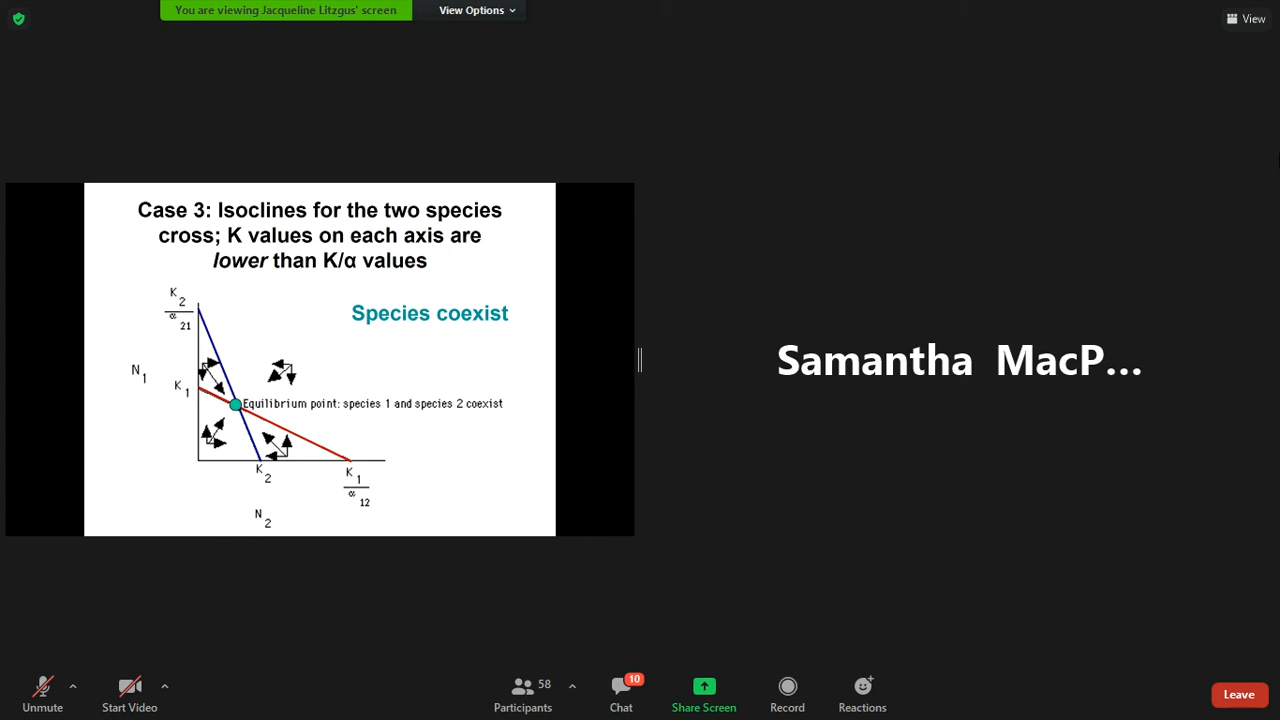 You are viewing Jacqueline Litzgus' screen
View Options
View
Case 3: Isoclines for the two species
cross; K values on each axis are
lower than K/α values
K
2
α
21
Species coexist
N
1
K
1
Equilibrium point: species 1 and species 2 coexist
K
2
K
1
α
12
N
2
Samantha MacP...
58
10
Unmute
Start Video
Participants
Chat
Share Screen
Record
Reactions
Leave